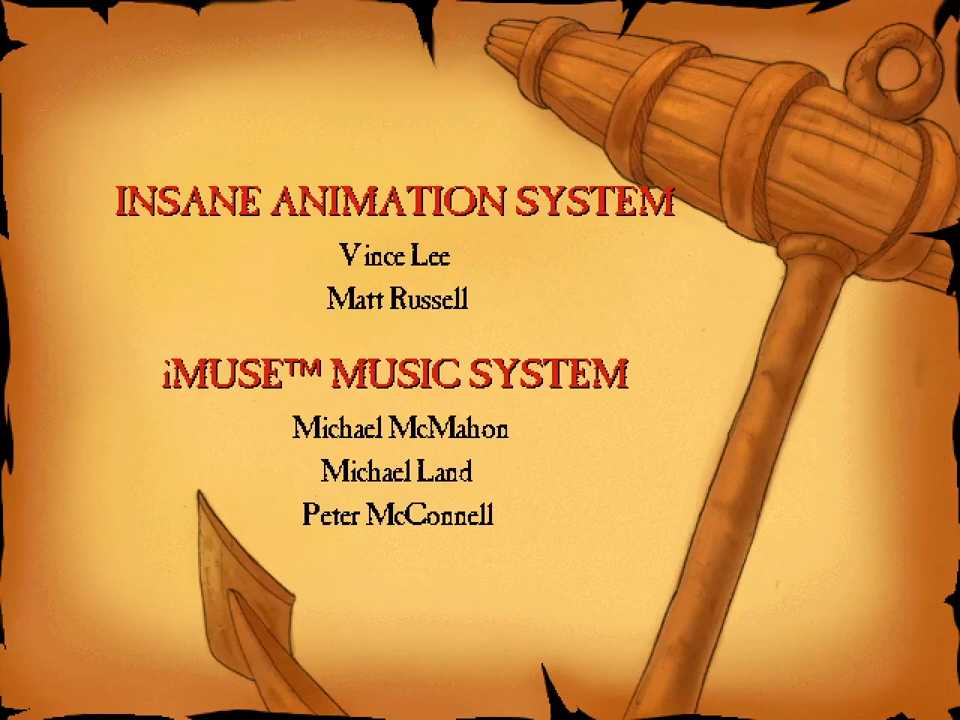 INSANE ANIMATION SYSTEM
Vince Lee
Matt Russell
iMUSE™ MUSIC SYSTEM
Michael McMahon
Michael Land
Peter McConnell